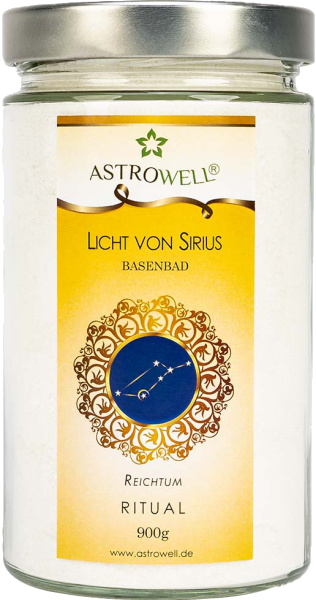 ASTROWELL®
LICHT VON SIRIUS
BASENBAD
REICHTUM
RITUAL
900g
www.astrowell.de